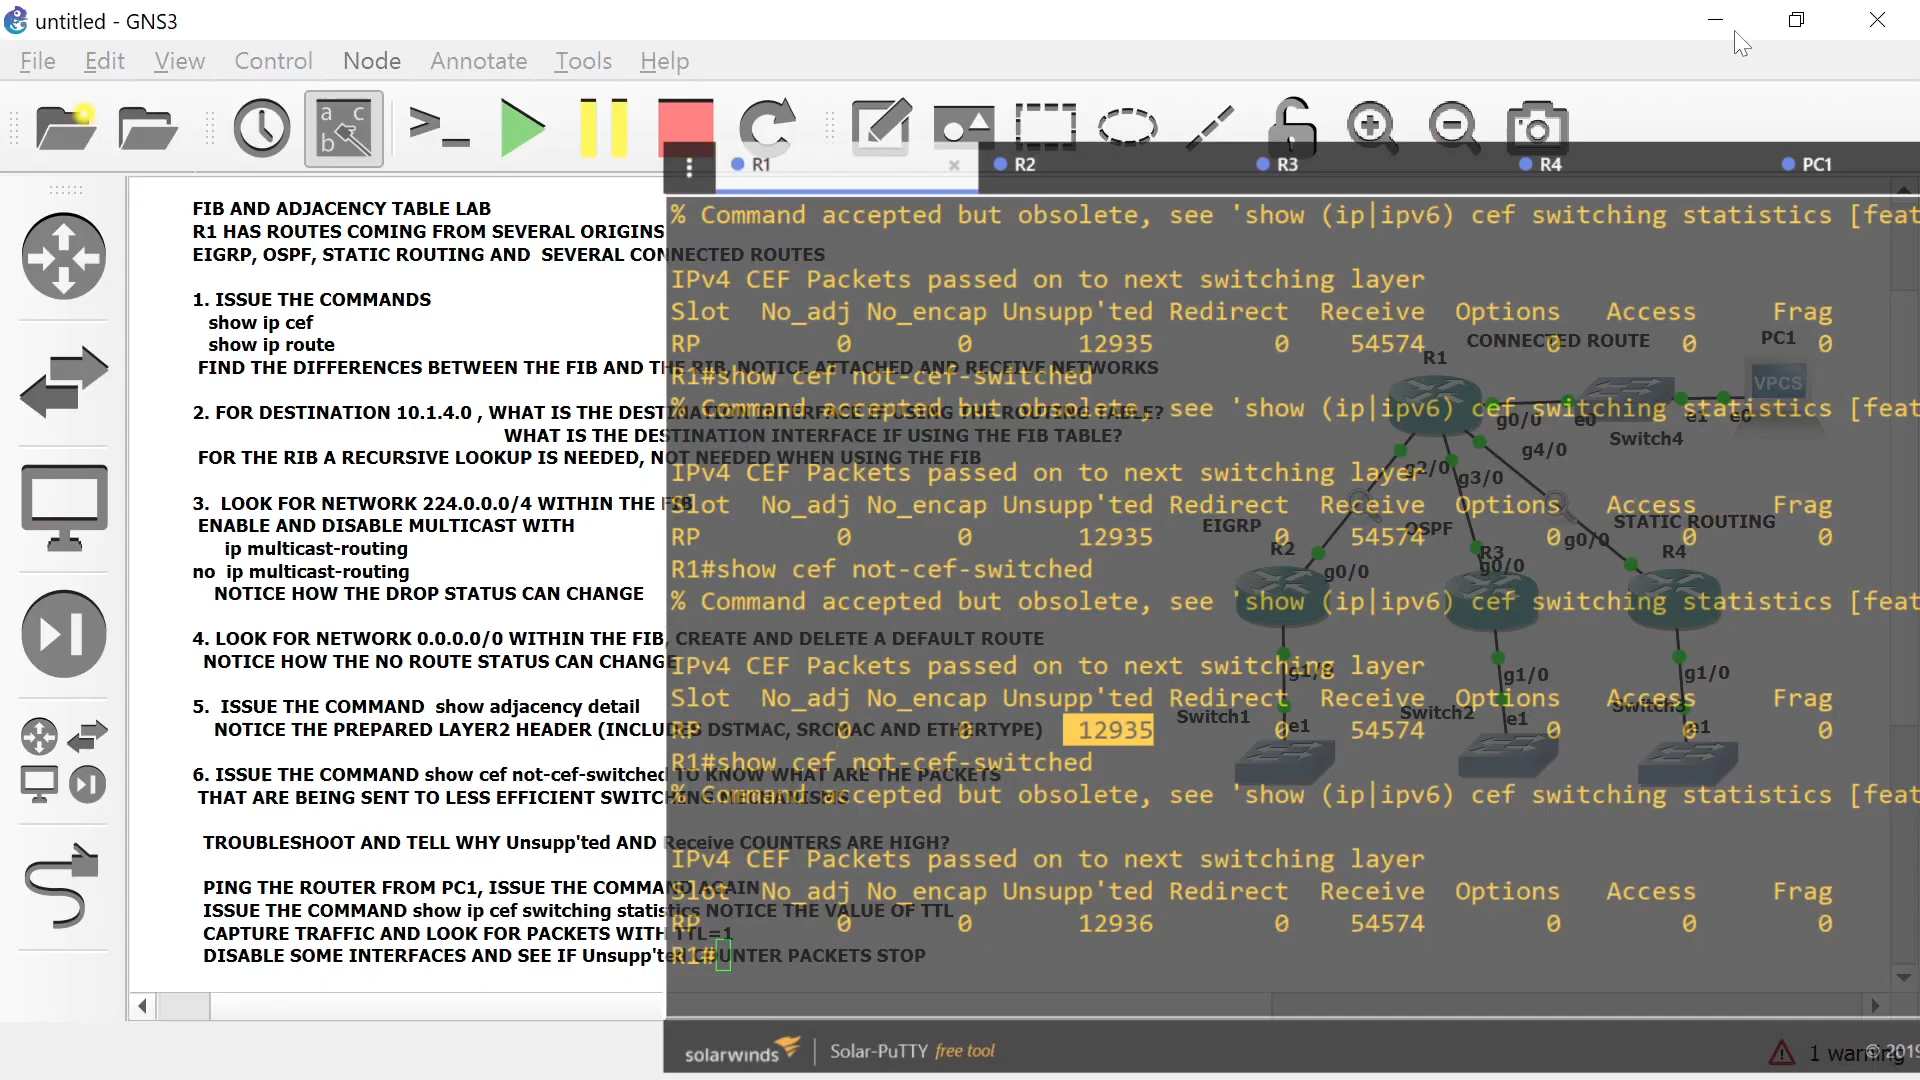 untitled - GNS3
File Edit View Control Node Annotate Tools Help
a c
b
R1 × R2 R3 R4 PC1
FIB AND ADJACENCY TABLE LAB
R1 HAS ROUTES COMING FROM SEVERAL ORIGINS
EIGRP, OSPF, STATIC ROUTING AND SEVERAL CONNECTED ROUTES
1. ISSUE THE COMMANDS
show ip cef
show ip route
FIND THE DIFFERENCES BETWEEN THE FIB AND THE RIB, NOTICE ATTACHED AND RECEIVE NETWORKS
2. FOR DESTINATION 10.1.4.0 , WHAT IS THE DESTINATION INTERFACE IF USING THE ROUTING TABLE?
WHAT IS THE DESTINATION INTERFACE IF USING THE FIB TABLE?
FOR THE RIB A RECURSIVE LOOKUP IS NEEDED, NOT NEEDED WHEN USING THE FIB
3. LOOK FOR NETWORK 224.0.0.0/4 WITHIN THE FIB
ENABLE AND DISABLE MULTICAST WITH
ip multicast-routing
no ip multicast-routing
NOTICE HOW THE DROP STATUS CAN CHANGE
4. LOOK FOR NETWORK 0.0.0.0/0 WITHIN THE FIB, CREATE AND DELETE A DEFAULT ROUTE
NOTICE HOW THE NO ROUTE STATUS CAN CHANGE
5. ISSUE THE COMMAND show adjacency detail
NOTICE THE PREPARED LAYER2 HEADER (INCLUDES DSTMAC, SRCMAC AND ETHERTYPE)
6. ISSUE THE COMMAND show cef not-cef-switched TO KNOW WHAT ARE THE PACKETS
THAT ARE BEING SENT TO LESS EFFICIENT SWITCHING MECHANISMS
TROUBLESHOOT AND TELL WHY Unsupp'ted AND Receive COUNTERS ARE HIGH?
PING THE ROUTER FROM PC1, ISSUE THE COMMAND AGAIN
ISSUE THE COMMAND show ip cef switching statistics NOTICE THE VALUE OF TTL
CAPTURE TRAFFIC AND LOOK FOR PACKETS WITH TTL=1
DISABLE SOME INTERFACES AND SEE IF Unsupp'ted COUNTER PACKETS STOP
% Command accepted but obsolete, see 'show (ip|ipv6) cef switching statistics [feat
IPv4 CEF Packets passed on to next switching layer
Slot No_adj No_encap Unsupp'ted Redirect Receive Options Access Frag
RP 0 0 12935 0 54574 0 0 0
R1#show cef not-cef-switched
% Command accepted but obsolete, see 'show (ip|ipv6) cef switching statistics [feat
IPv4 CEF Packets passed on to next switching layer
Slot No_adj No_encap Unsupp'ted Redirect Receive Options Access Frag
RP 0 0 12935 0 54574 0 0 0
R1#show cef not-cef-switched
% Command accepted but obsolete, see 'show (ip|ipv6) cef switching statistics [feat
IPv4 CEF Packets passed on to next switching layer
Slot No_adj No_encap Unsupp'ted Redirect Receive Options Access Frag
RP 0 0 12935 0 54574 0 0 0
R1#show cef not-cef-switched
% Command accepted but obsolete, see 'show (ip|ipv6) cef switching statistics [feat
IPv4 CEF Packets passed on to next switching layer
Slot No_adj No_encap Unsupp'ted Redirect Receive Options Access Frag
RP 0 0 12936 0 54574 0 0 0
R1#
CONNECTED ROUTE PC1
R1
VPCS
g0/0 e0 e1 e0
Switch4
g4/0
g2/0 g3/0
EIGRP OSPF STATIC ROUTING
g0/0
R2 R3 R4
g0/0 g0/0
g1/0 g1/0 g1/0
Switch1 Switch2 Switch3
e1 e1 e1
solarwinds Solar-PuTTY free tool
1 warning
© 2019